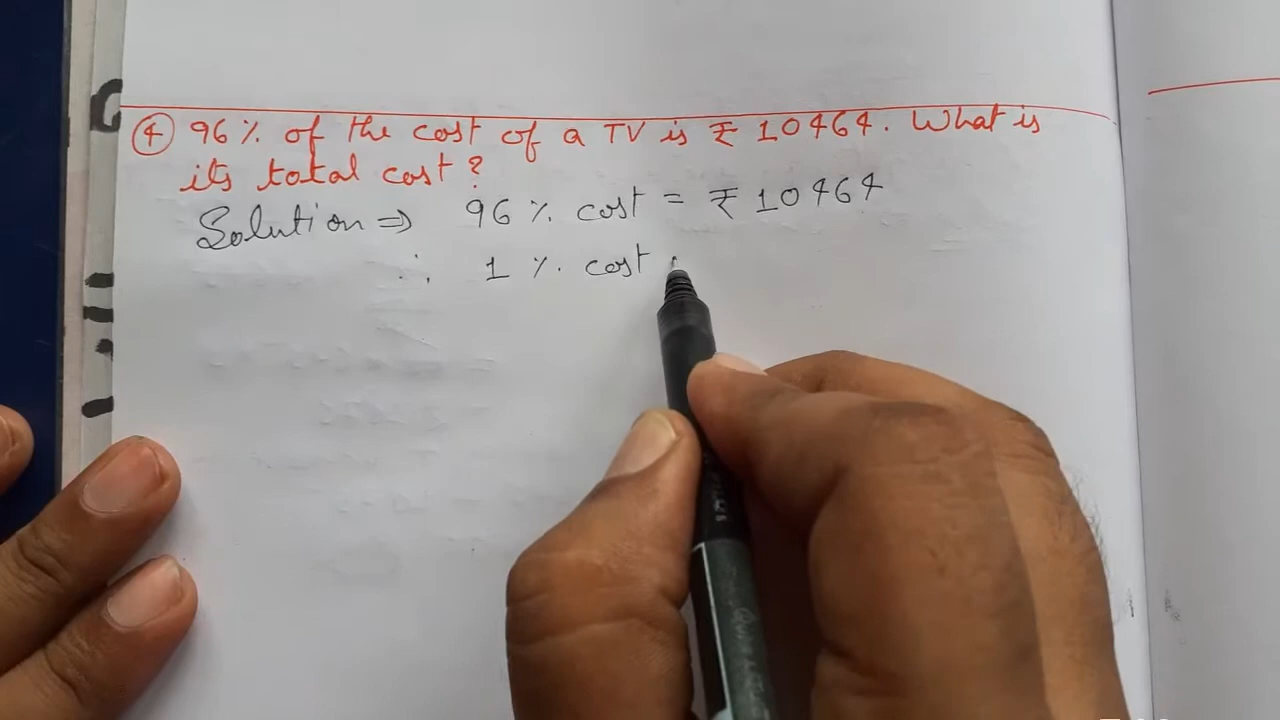 ④ 96% of the cost of a TV is ₹ 10464. What is
its total cost?
Solution ⇒ 96% cost = ₹ 10464
∴ 1% cost